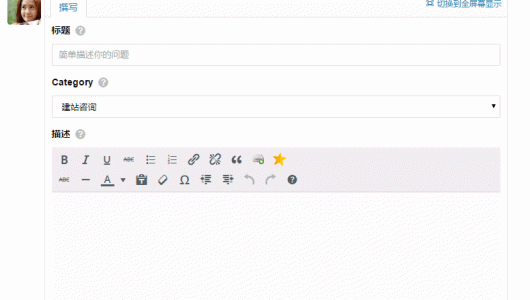 撰写
切换到全屏幕显示
标题
简单描述你的问题
Category
建站咨询
描述
B I U ABC
ABC A Ω